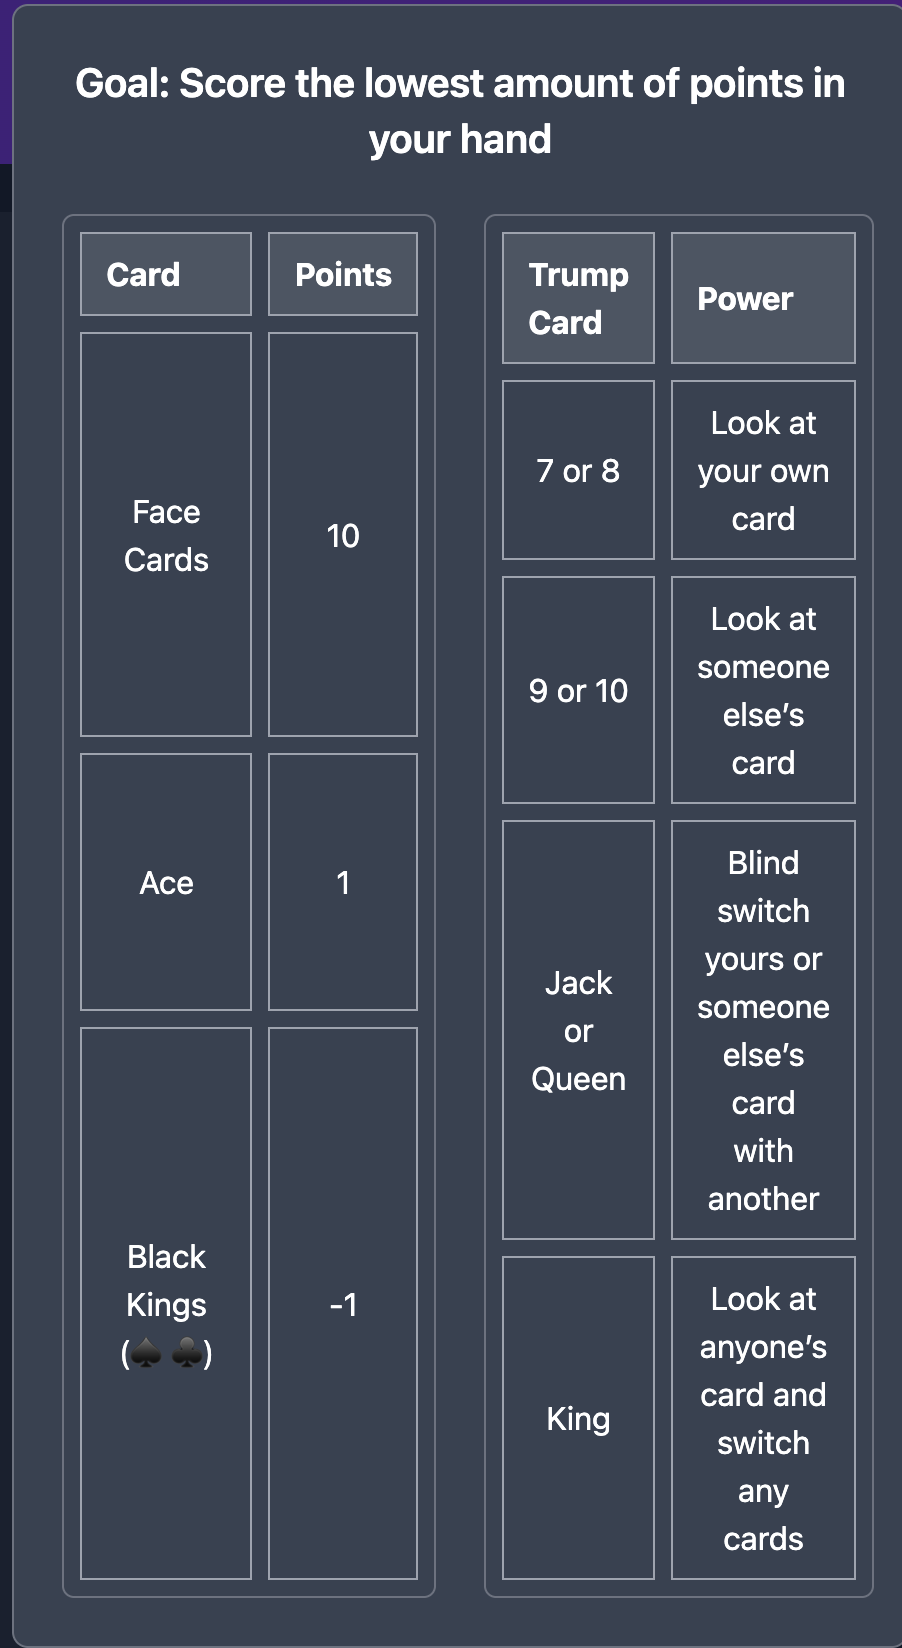 Goal: Score the lowest amount of points in
your hand
Card
Points
Face
Cards
10
Ace
1
Black
Kings
(♠️ ♣️)
-1
Trump
Card
Power
7 or 8
Look at
your own
card
9 or 10
Look at
someone
else’s
card
Jack
or
Queen
Blind
switch
yours or
someone
else’s
card
with
another
King
Look at
anyone’s
card and
switch
any
cards